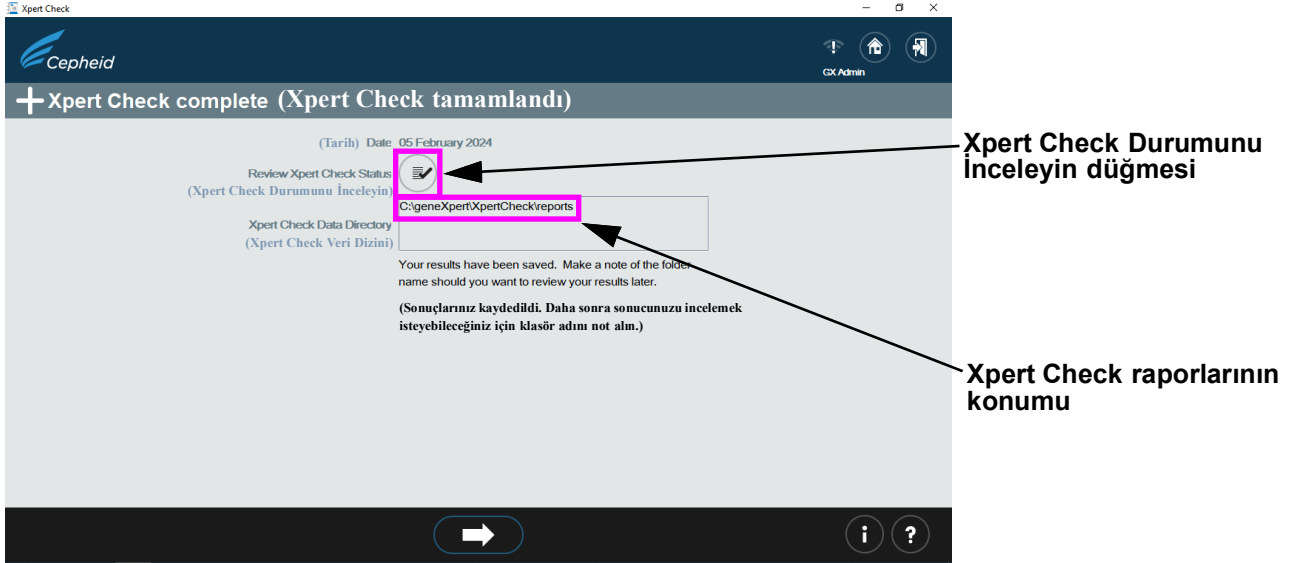 Xpert Check
Cepheid
GX Admin
Xpert Check complete (Xpert Check tamamlandı)
(Tarih) Date 05 February 2024
Review Xpert Check Status
(Xpert Check Durumunu İnceleyin)
C:\geneXpert\XpertCheck\reports
Xpert Check Data Directory
(Xpert Check Veri Dizini)
Your results have been saved. Make a note of the folder
name should you want to review your results later.
(Sonuçlarınız kaydedildi. Daha sonra sonucunuzu incelemek
isteyebileceğiniz için klasör adını not alın.)
Xpert Check Durumunu
İnceleyin düğmesi
Xpert Check raporlarının
konumu
i ?